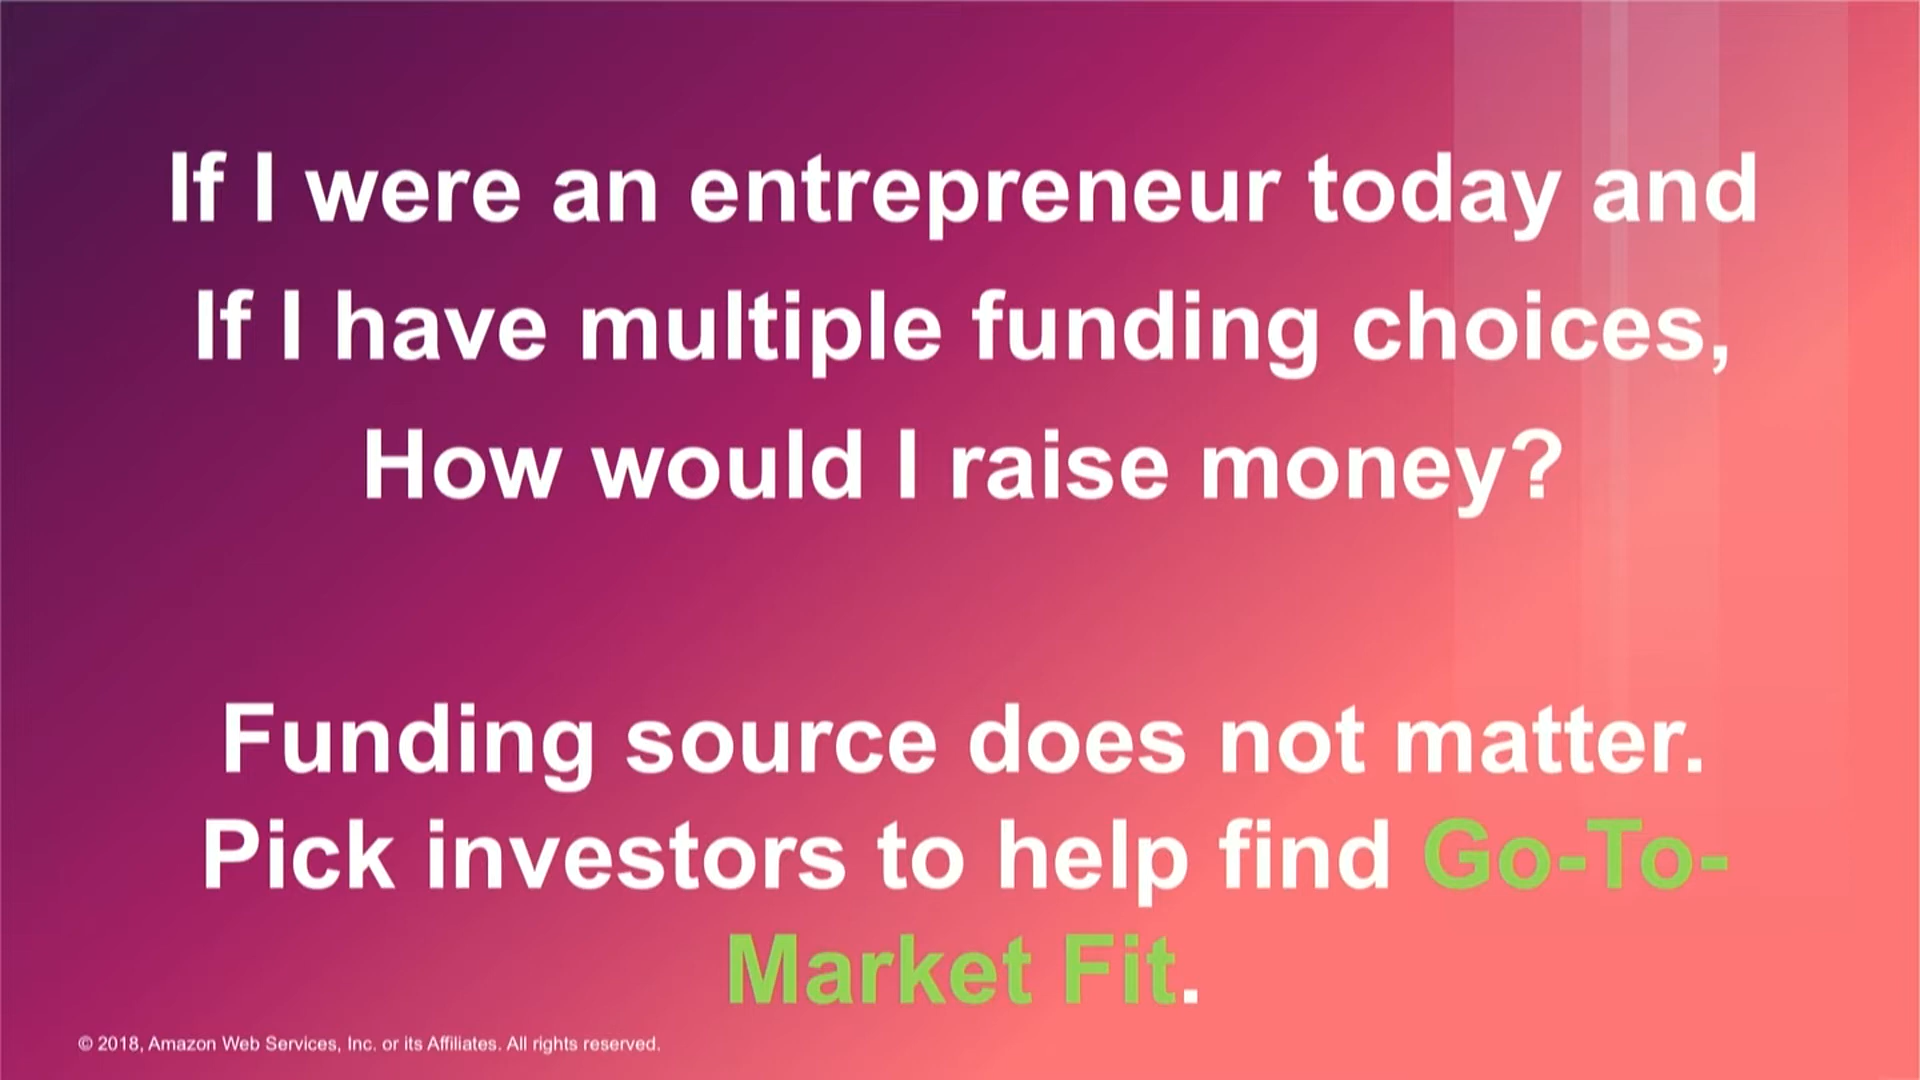 If I were an entrepreneur today and
If I have multiple funding choices,
How would I raise money?
Funding source does not matter.
Pick investors to help find Go-To-
Market Fit.
© 2018, Amazon Web Services, Inc. or its Affiliates. All rights reserved.